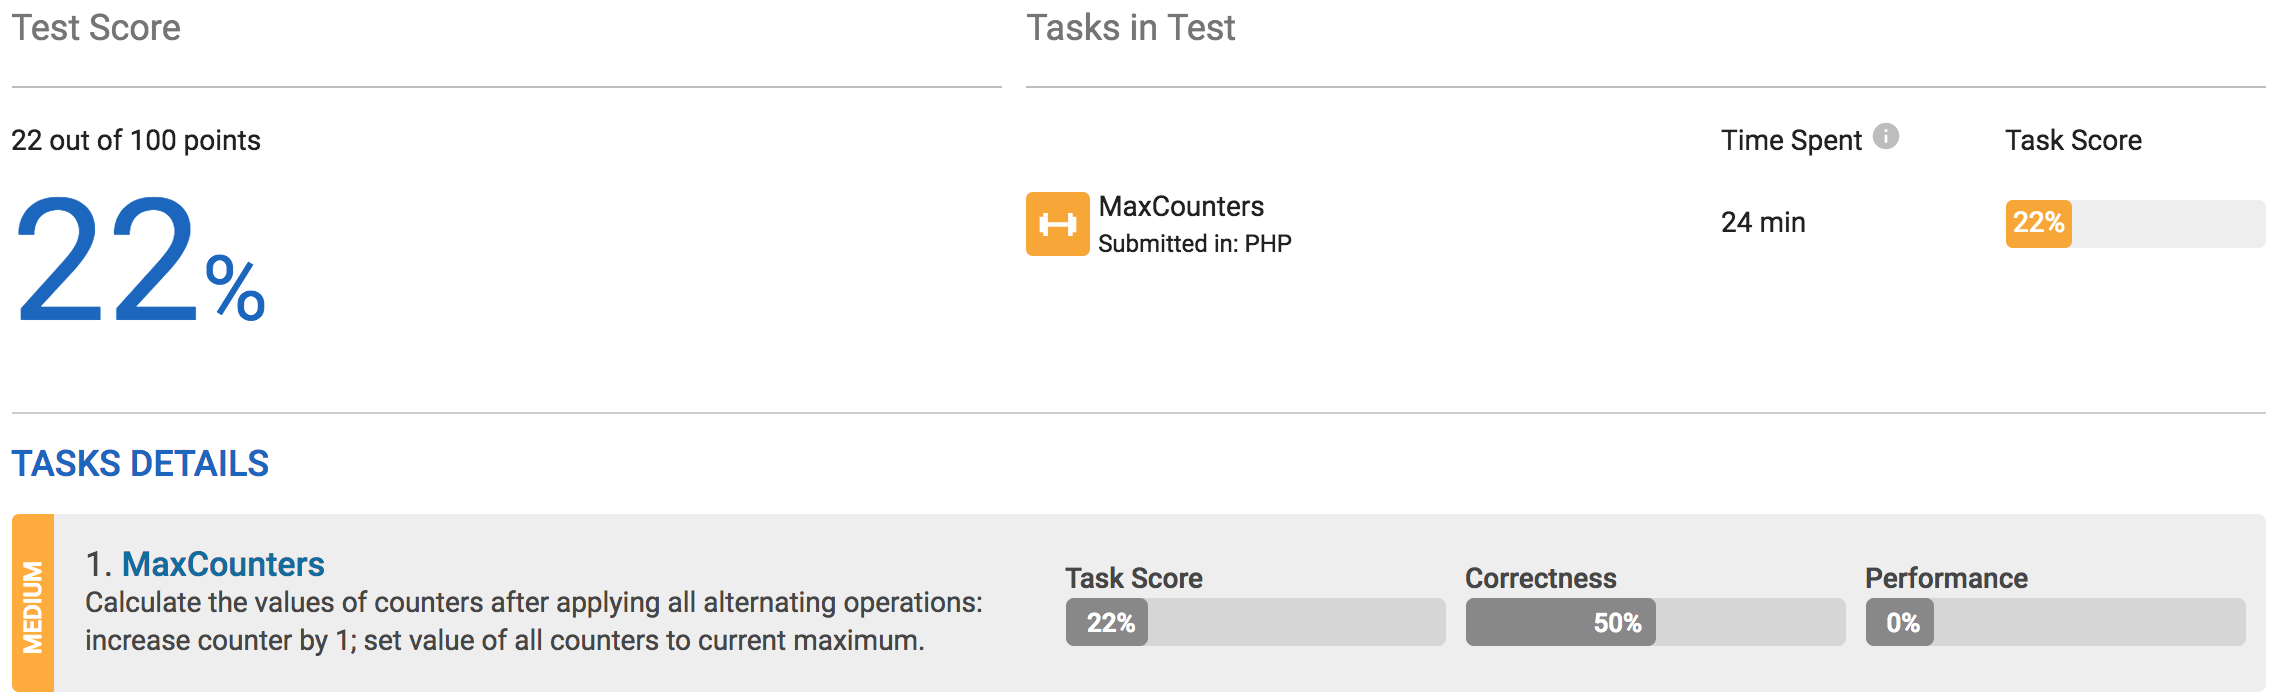 Test Score
22 out of 100 points
22%
Tasks in Test
Time Spent
Task Score
MaxCounters
Submitted in: PHP
24 min
22%
TASKS DETAILS
MEDIUM
1. MaxCounters
Calculate the values of counters after applying all alternating operations:
increase counter by 1; set value of all counters to current maximum.
Task Score
22%
Correctness
50%
Performance
0%